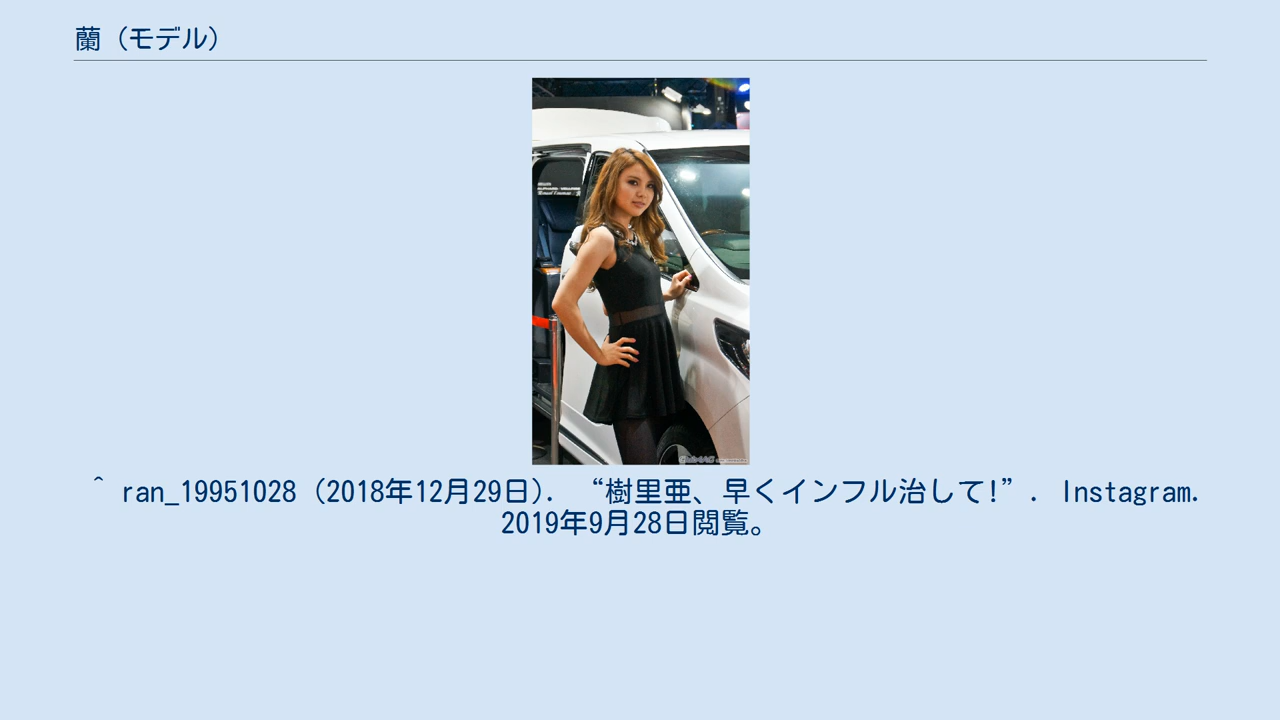 蘭（モデル）
^ ran_19951028 (2018年12月29日). “樹里亜、早くインフル治して!”. Instagram.
2019年9月28日閲覧。